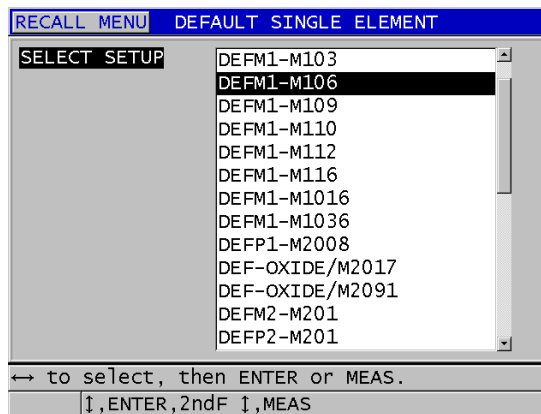 RECALL MENU DEFAULT SINGLE ELEMENT
SELECT SETUP
DEFM1-M103
DEFM1-M106
DEFM1-M109
DEFM1-M110
DEFM1-M112
DEFM1-M116
DEFM1-M1016
DEFM1-M1036
DEFP1-M2008
DEF-OXIDE/M2017
DEF-OXIDE/M2091
DEFM2-M201
DEFP2-M201
↔ to select, then ENTER or MEAS.
↕,ENTER,2ndF ↕,MEAS